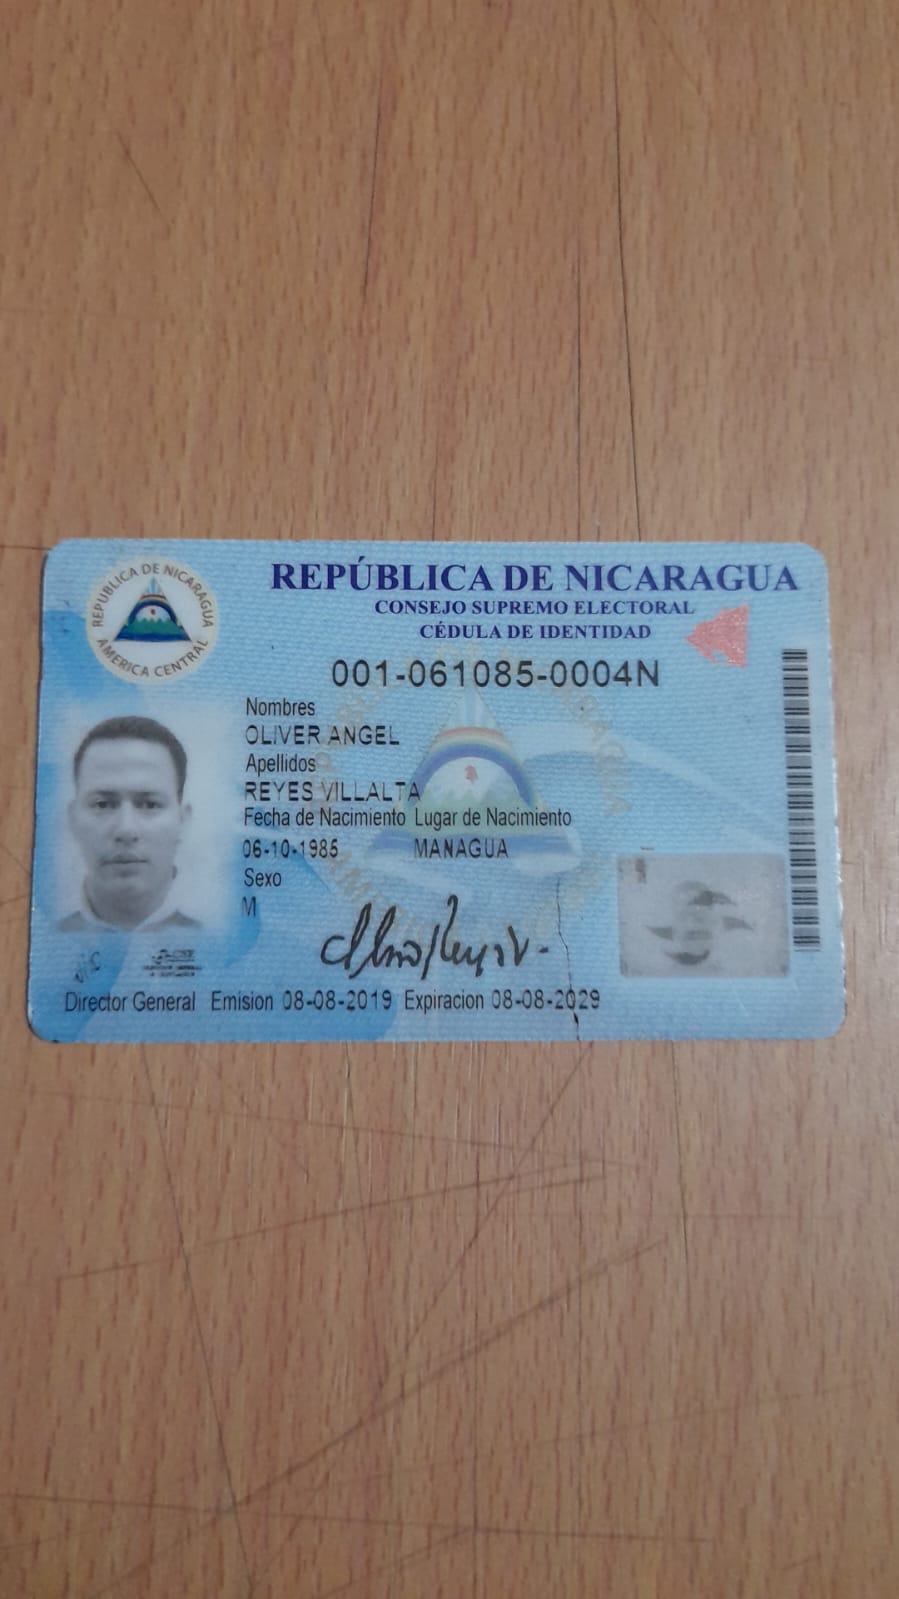 REPÚBLICA DE NICARAGUA
AMERICA CENTRAL
REPÚBLICA DE NICARAGUA
CONSEJO SUPREMO ELECTORAL
CÉDULA DE IDENTIDAD
001-061085-0004N
Nombres
OLIVER ANGEL
Apellidos
REYES VILLALTA
Fecha de Nacimiento Lugar de Nacimiento
06-10-1985 MANAGUA
Sexo
M
Director General Emision 08-08-2019 Expiracion 08-08-2029